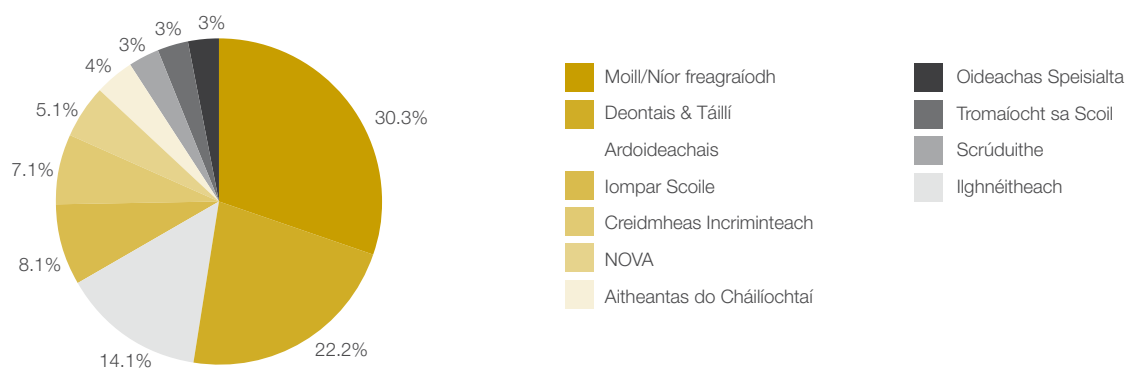 3%
3%
3%
4%
5.1%
7.1%
8.1%
14.1%
22.2%
30.3%
Moill/Níor freagraíodh
Deontais & Táillí
Ardoideachais
Iompar Scoile
Creidmheas Incriminteach
NOVA
Aitheantas do Cháilíochtaí
Oideachas Speisialta
Tromaíocht sa Scoil
Scrúduithe
Ilghnéitheach